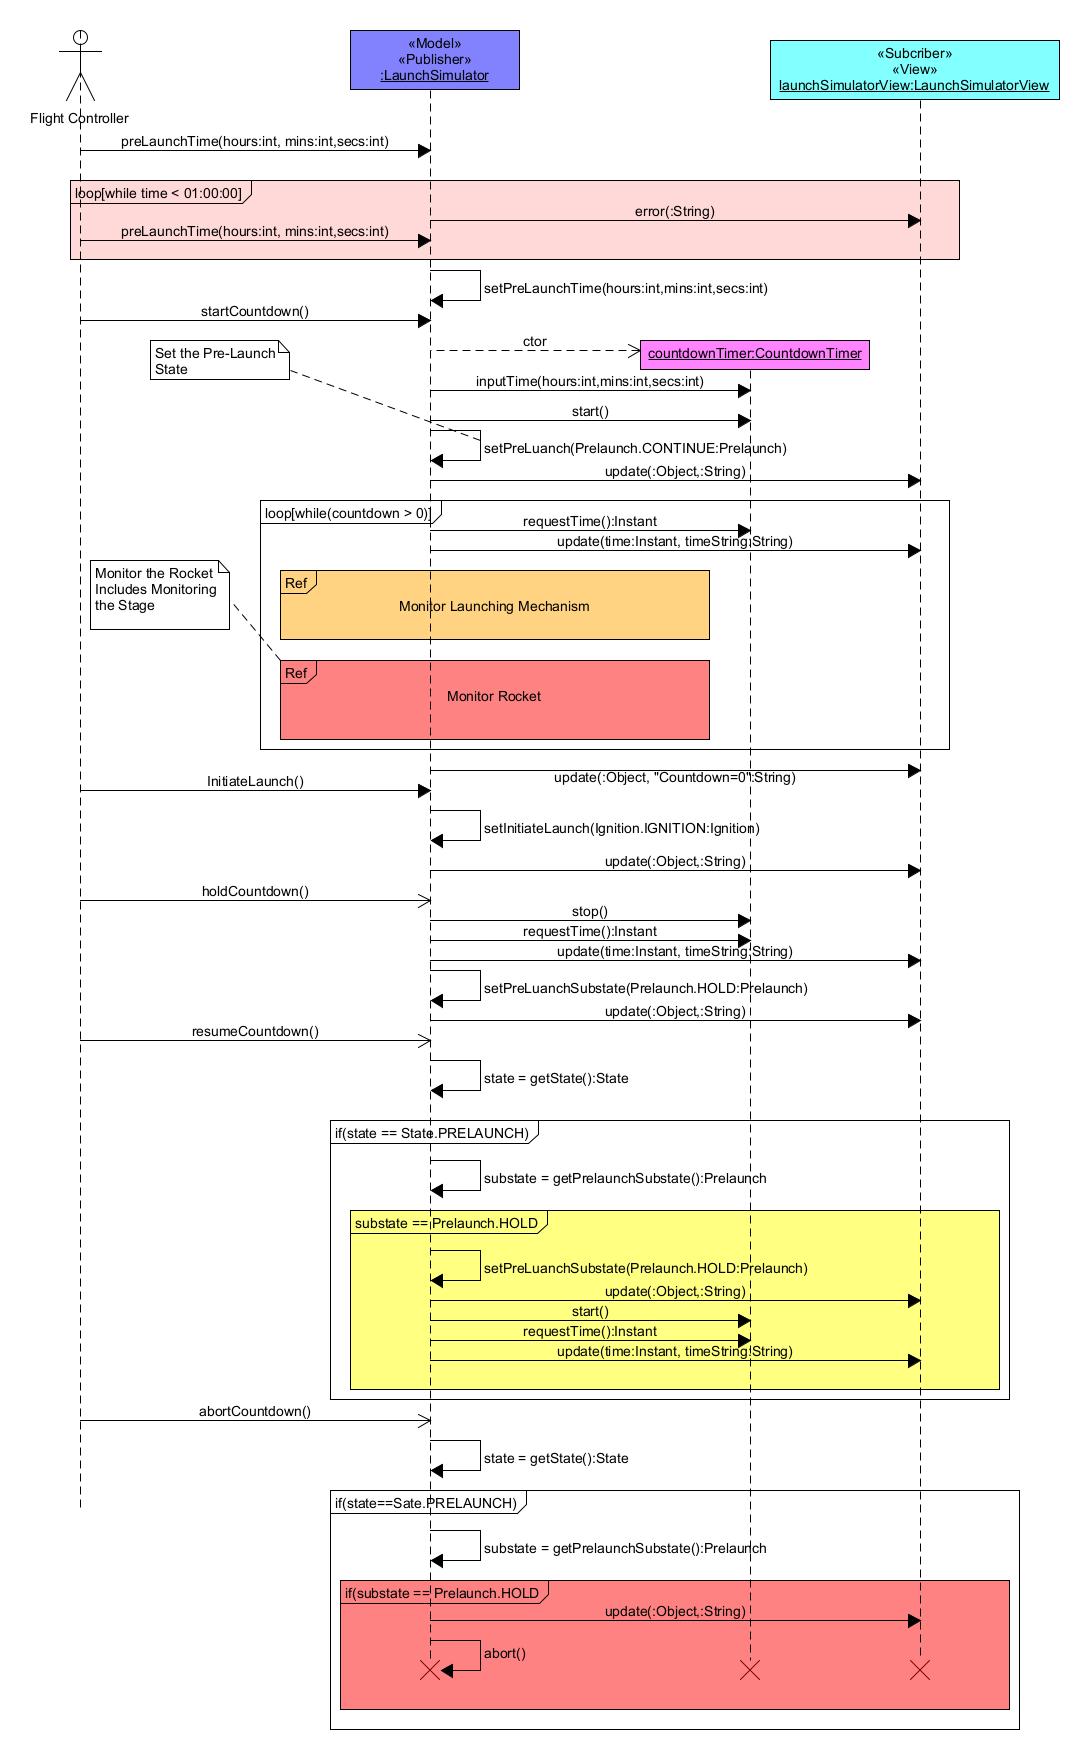 «Model»
«Publisher»
:LaunchSimulator
«Subcriber»
«View»
launchSimulatorView:LaunchSimulatorView
Flight Controller
preLaunchTime(hours:int, mins:int,secs:int)
loop[while time < 01:00:00]
error(:String)
preLaunchTime(hours:int, mins:int,secs:int)
setPreLaunchTime(hours:int,mins:int,secs:int)
startCountdown()
Set the Pre-Launch
State
ctor
countdownTimer:CountdownTimer
inputTime(hours:int,mins:int,secs:int)
start()
setPreLuanch(Prelaunch.CONTINUE:Prelaunch)
update(:Object,:String)
loop[while(countdown > 0)]
requestTime():Instant
update(time:Instant, timeString:String)
Monitor the Rocket
Includes Monitoring
the Stage
Ref
Monitor Launching Mechanism
Ref
Monitor Rocket
update(:Object, "Countdown=0":String)
InitiateLaunch()
setInitiateLaunch(Ignition.IGNITION:Ignition)
update(:Object,:String)
holdCountdown()
stop()
requestTime():Instant
update(time:Instant, timeString:String)
setPreLuanchSubstate(Prelaunch.HOLD:Prelaunch)
update(:Object,:String)
resumeCountdown()
state = getState():State
if(state == State.PRELAUNCH)
substate = getPrelaunchSubstate():Prelaunch
substate == Prelaunch.HOLD
setPreLuanchSubstate(Prelaunch.HOLD:Prelaunch)
update(:Object,:String)
start()
requestTime():Instant
update(time:Instant, timeString:String)
abortCountdown()
state = getState():State
if(state==Sate.PRELAUNCH)
substate = getPrelaunchSubstate():Prelaunch
if(substate == Prelaunch.HOLD
update(:Object,:String)
abort()